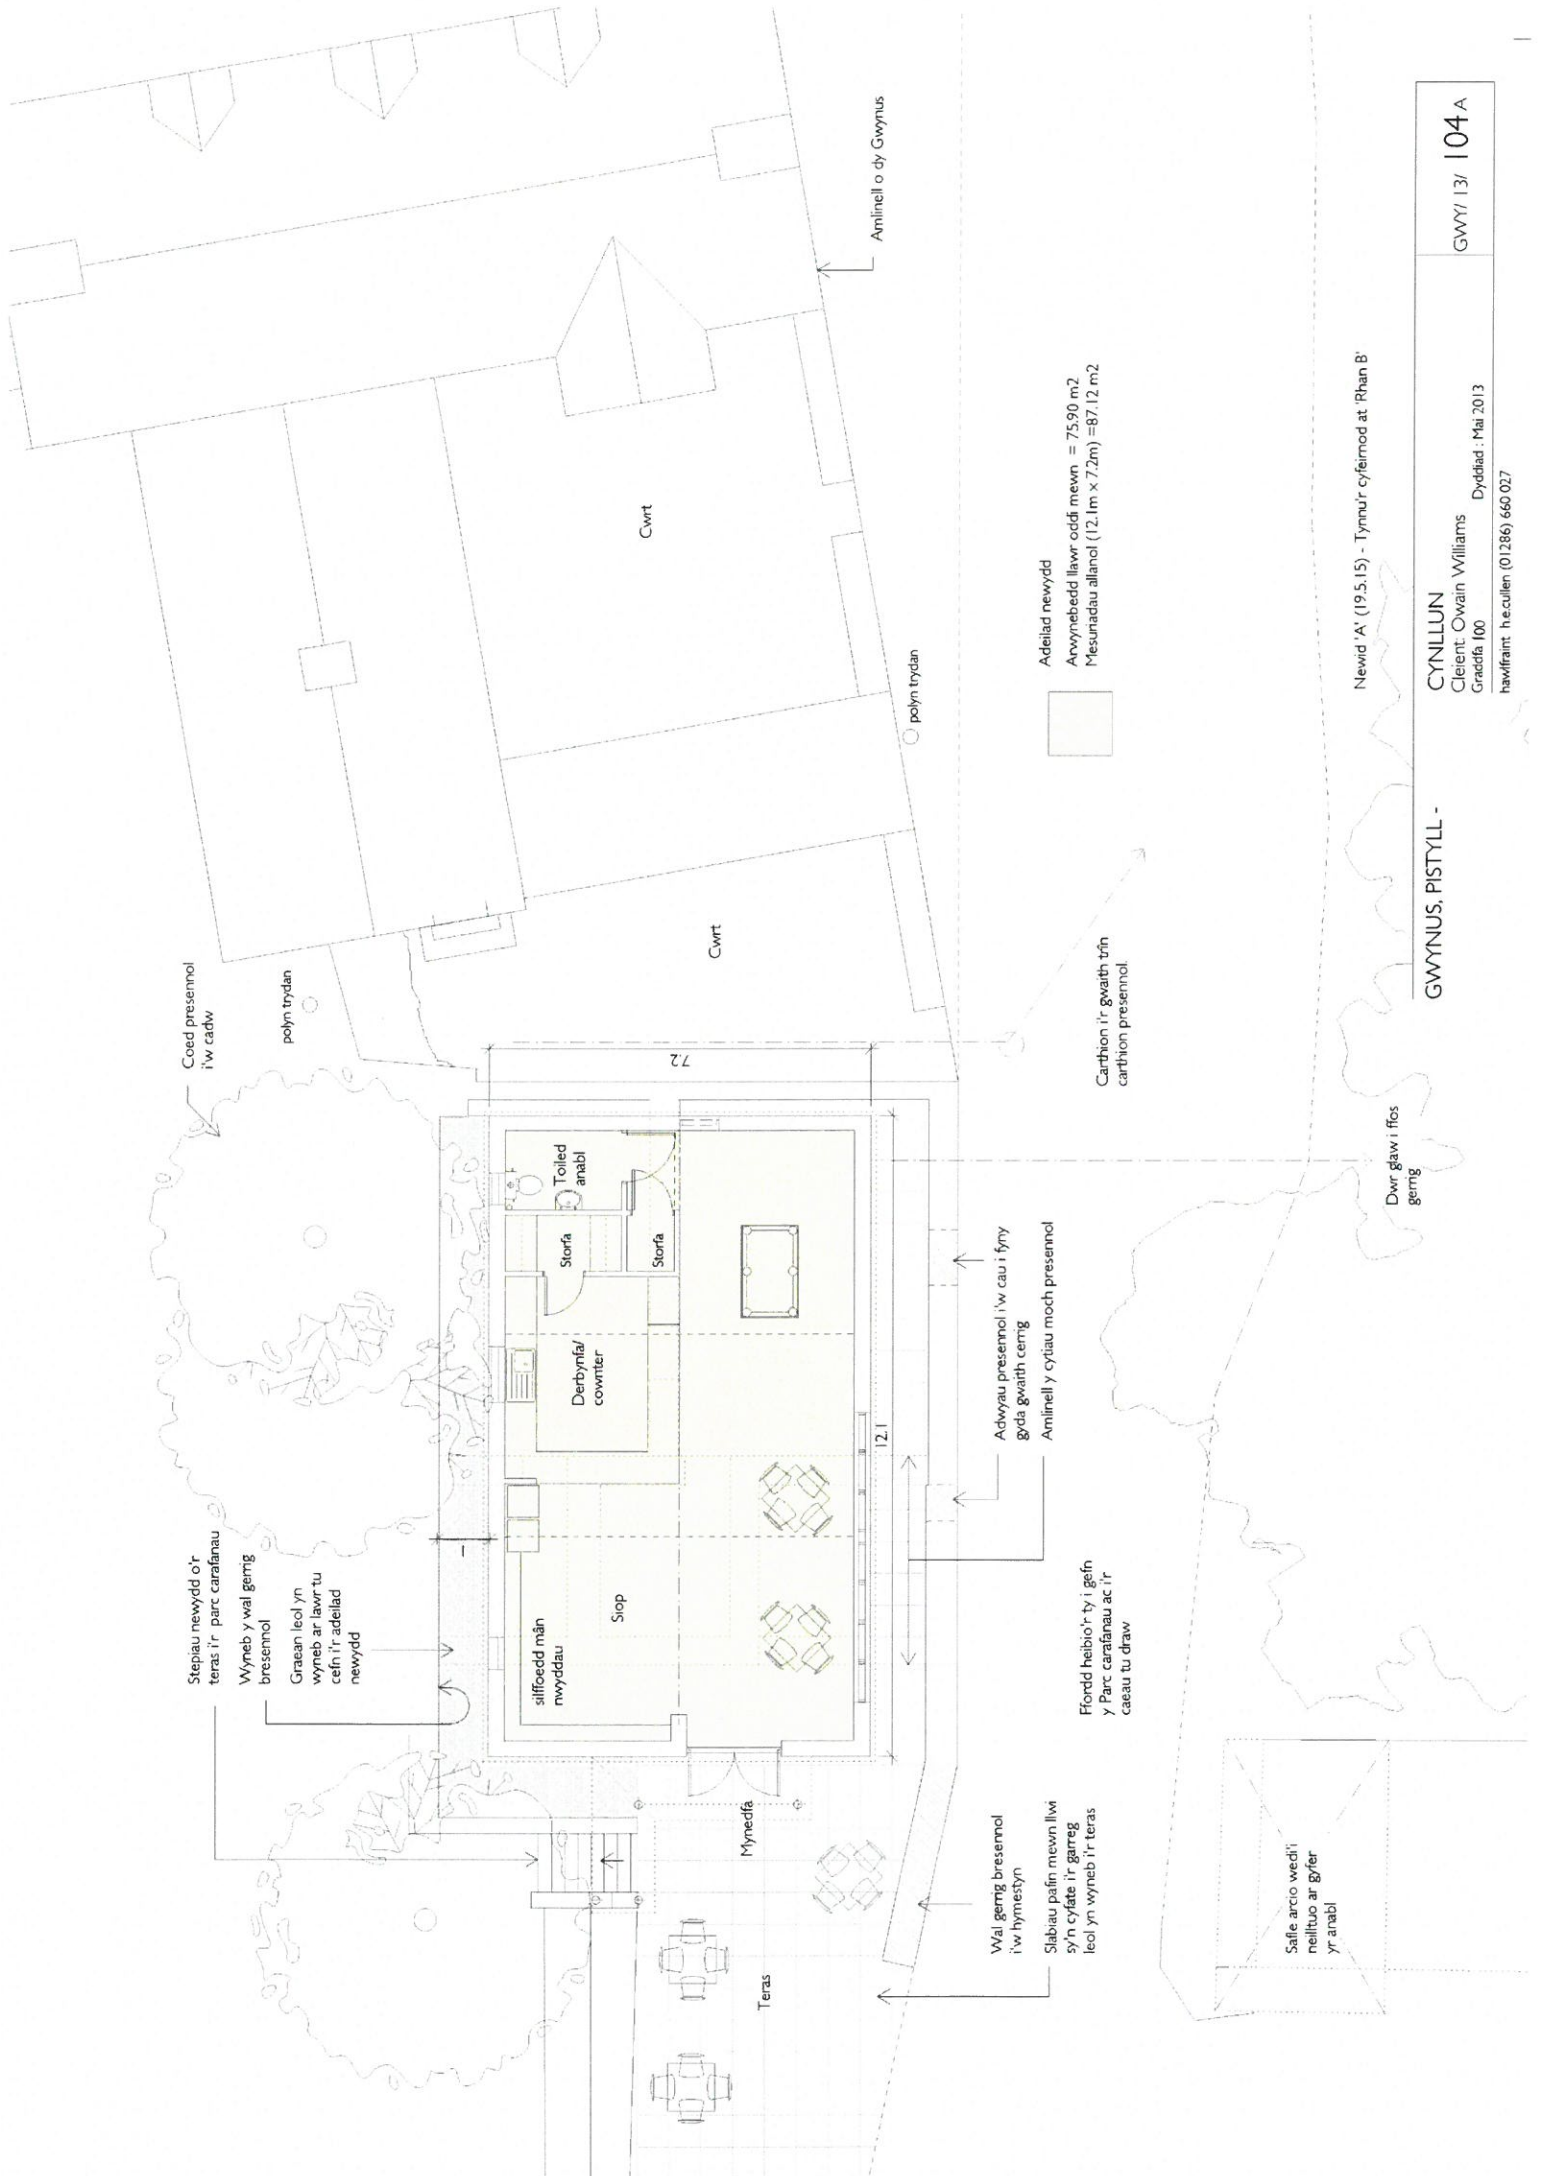 Stepiau newydd o'r
teras i'r parc carafanau
Wyneb y wal gerrig
bresennol
Graean leol yn
wyneb ar lawr tu
cefn i'r adeilad
newydd
Coed presennol
i'w cadw
polyn trydan
silffoedd mân
nwyddau
Siop
Derbynfa/
cownter
Storfa
Storfa
Toiled
anabl
7.2
12.1
1
Mynedfa
Teras
Cwrt
Cwrt
Amlinell o dy Gwynus
polyn trydan
Wal gerrig bresennol
i'w hymestyn
Slabiau pafin mewn lliwi
sy'n cyfate i'r garreg
leol yn wyneb i'r teras
Adwyau presennol i'w cau i fyny
gyda gwaith cerrig
Amlinell y cytiau moch presennol
Ffordd heibio'r ty i gefn
y Parc carafanau ac i'r
caeau tu draw
Carthion i'r gwaith trîn
carthion presennol.
Adeilad newydd
Arwynebedd llawr oddi mewn = 75.90 m2
Mesuriadau allanol (12.1m x 7.2m) =87.12 m2
Safle arcio wedi'i
neilltuo ar gyfer
yr anabl
Dwr glaw i ffos
gerrig
Newid 'A' (19.5.15) - Tynnu'r cyfeirnod at 'Rhan B'
GWYNUS, PISTYLL -
CYNLLUN
Cleient: Owain Williams
Graddfa 100 Dyddiad : Mai 2013
GWY/ 13/ 104 A
hawlfraint h.e.cullen (01286) 660 027